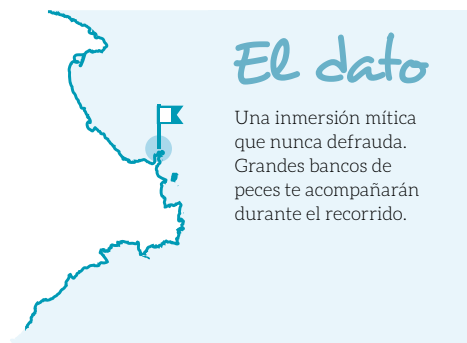 El dato
Una inmersión mítica
que nunca defrauda.
Grandes bancos de
peces te acompañarán
durante el recorrido.